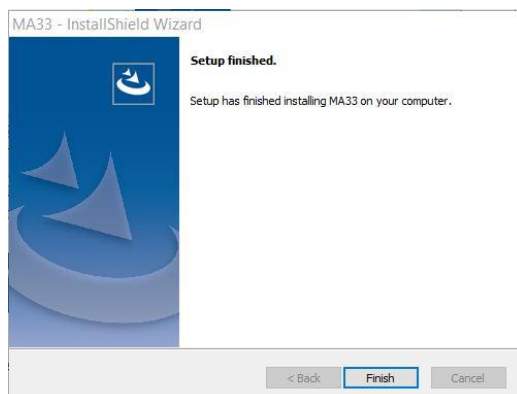 MA33 - InstallShield Wizard
Setup finished.
Setup has finished installing MA33 on your computer.
< Back
Finish
Cancel